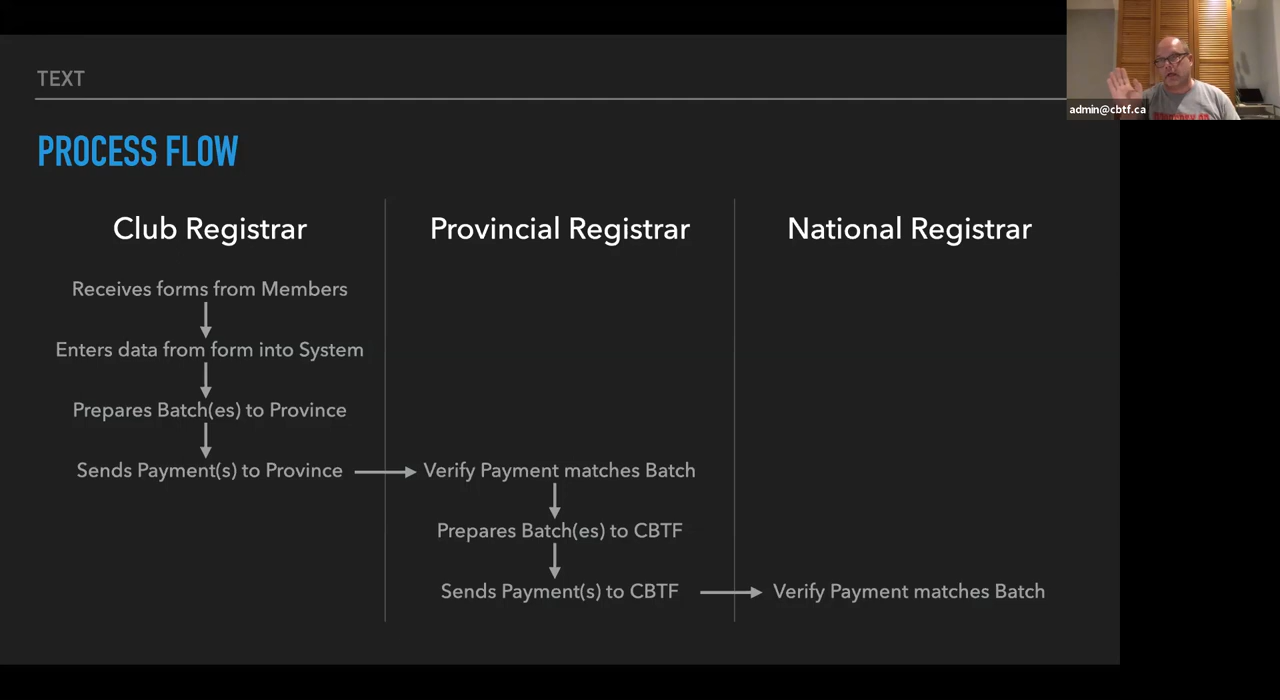 TEXT
admin@cbtf.ca
PROCESS FLOW
Club Registrar
Provincial Registrar
National Registrar
Receives forms from Members
Enters data from form into System
Prepares Batch(es) to Province
Sends Payment(s) to Province
Verify Payment matches Batch
Prepares Batch(es) to CBTF
Sends Payment(s) to CBTF
Verify Payment matches Batch